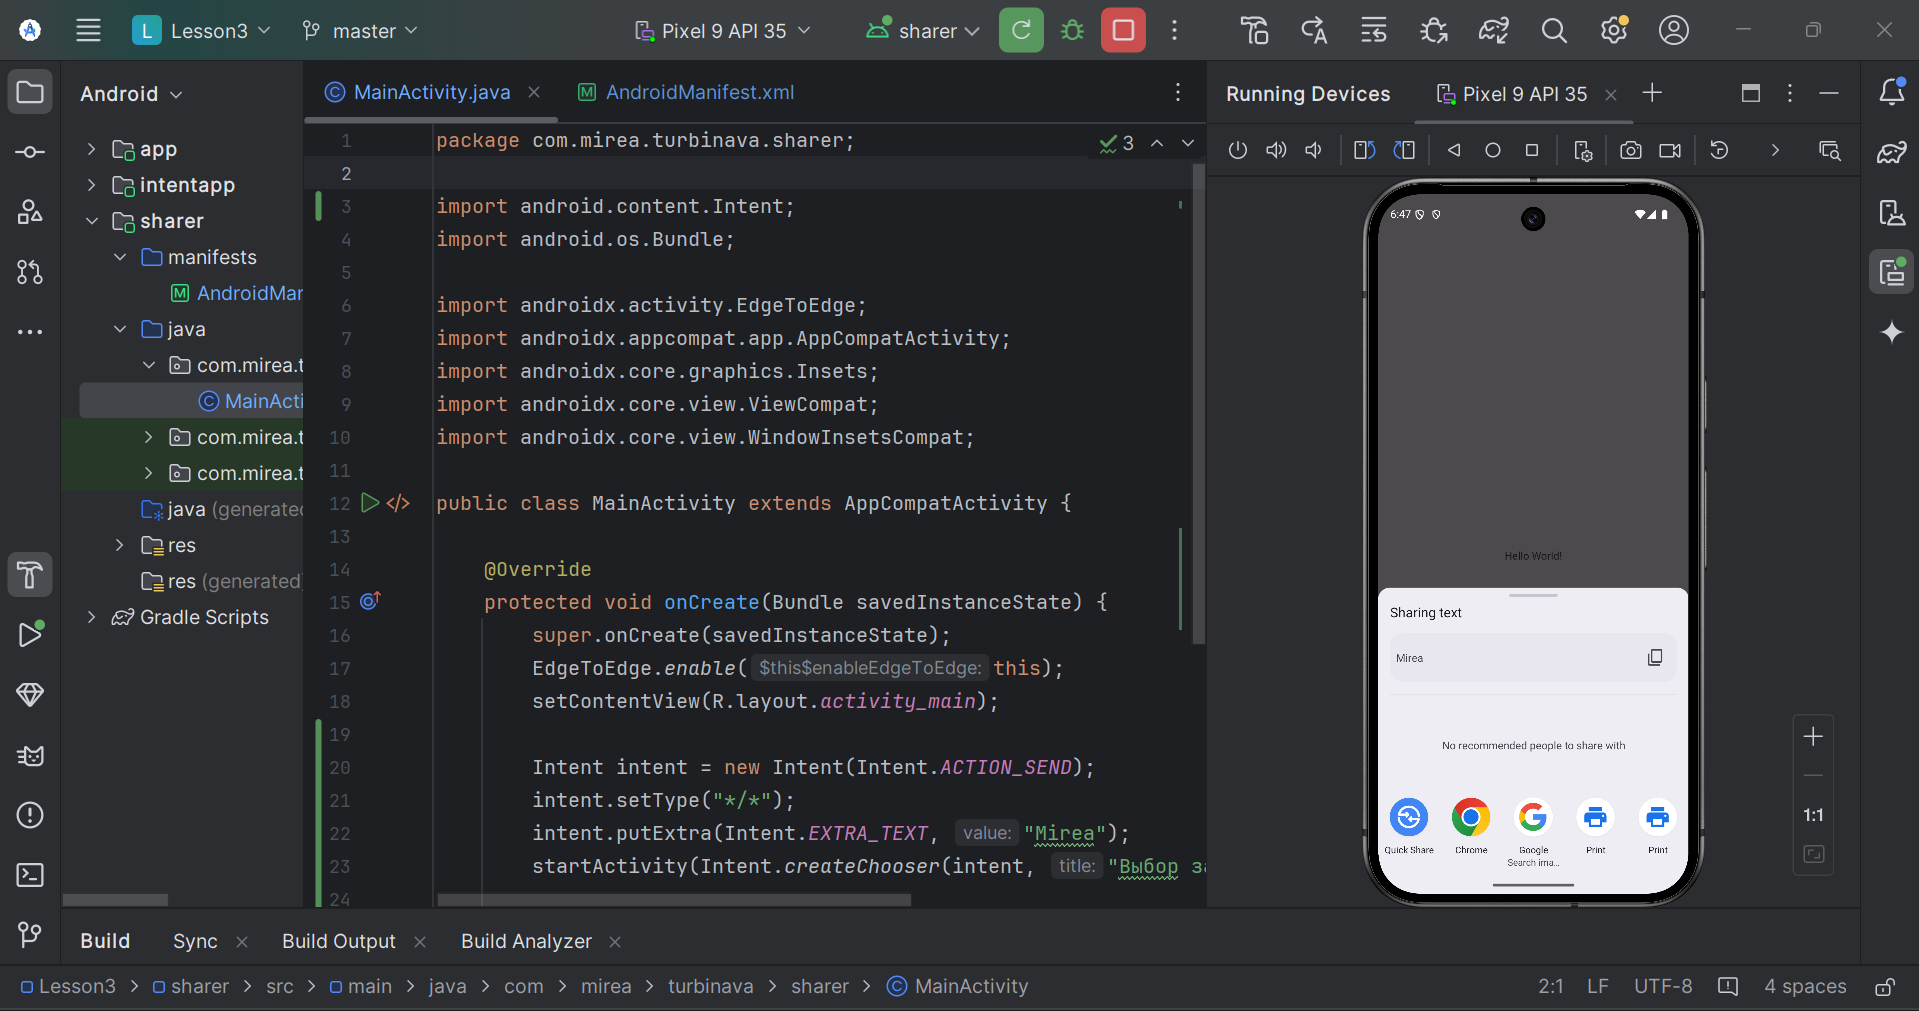 L Lesson3 master Pixel 9 API 35 sharer
Android
app
intentapp
sharer
manifests
M AndroidMar
java
com.mirea.t
C MainActi
com.mirea.t
com.mirea.t
java (generated
res
res (generated
Gradle Scripts
C MainActivity.java M AndroidManifest.xml
3
1 package com.mirea.turbinava.sharer;
2
3 import android.content.Intent;
4 import android.os.Bundle;
5
6 import androidx.activity.EdgeToEdge;
7 import androidx.appcompat.app.AppCompatActivity;
8 import androidx.core.graphics.Insets;
9 import androidx.core.view.ViewCompat;
10 import androidx.core.view.WindowInsetsCompat;
11
12 public class MainActivity extends AppCompatActivity {
13
14 @Override
15 protected void onCreate(Bundle savedInstanceState) {
16 super.onCreate(savedInstanceState);
17 EdgeToEdge.enable( $this$enableEdgeToEdge: this);
18 setContentView(R.layout.activity_main);
19
20 Intent intent = new Intent(Intent.ACTION_SEND);
21 intent.setType("*/*");
22 intent.putExtra(Intent.EXTRA_TEXT, value: "Mirea");
23 startActivity(Intent.createChooser(intent, title: "Выбор за
24
Running Devices Pixel 9 API 35
6:47
Hello World!
Sharing text
Mirea
No recommended people to share with
Quick Share Chrome Google Print Print
Search ima...
1:1
Build Sync Build Output Build Analyzer
Lesson3 > sharer > src > main > java > com > mirea > turbinava > sharer > C MainActivity 2:1 LF UTF-8 4 spaces